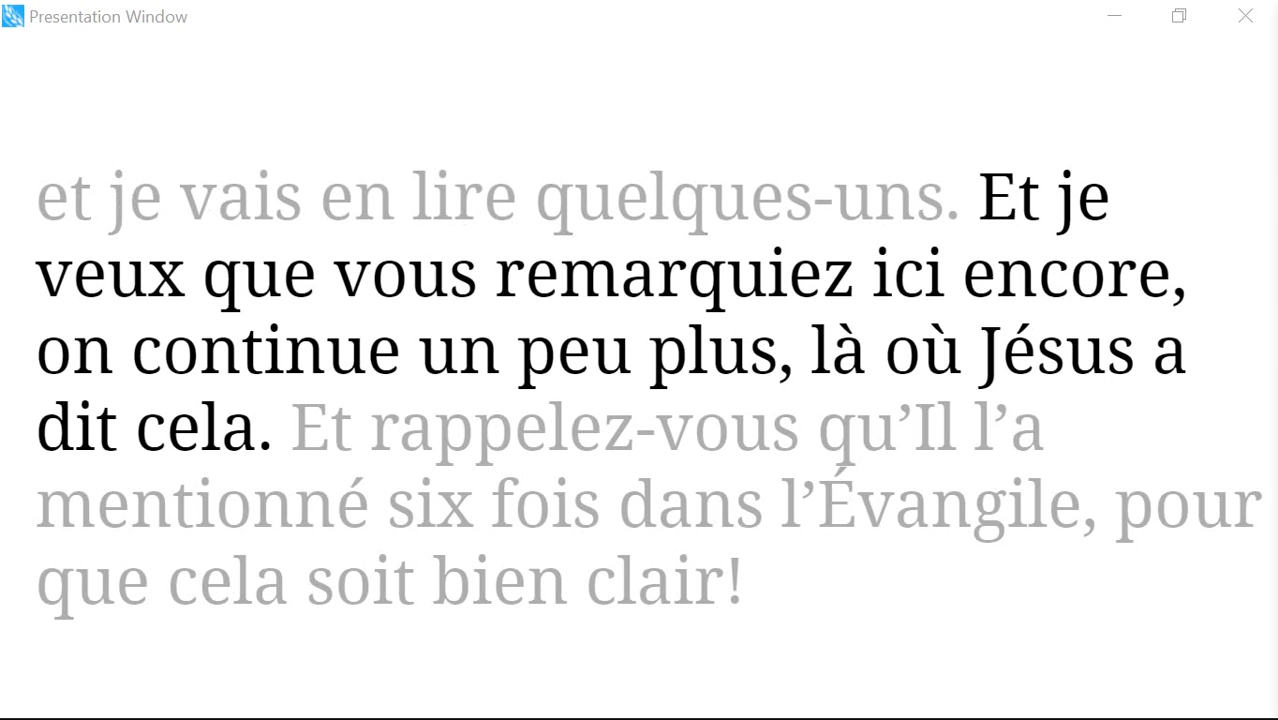 Presentation Window
et je vais en lire quelques-uns. Et je
veux que vous remarquiez ici encore,
on continue un peu plus, là où Jésus a
dit cela. Et rappelez-vous qu’Il l’a
mentionné six fois dans l’Évangile, pour
que cela soit bien clair!